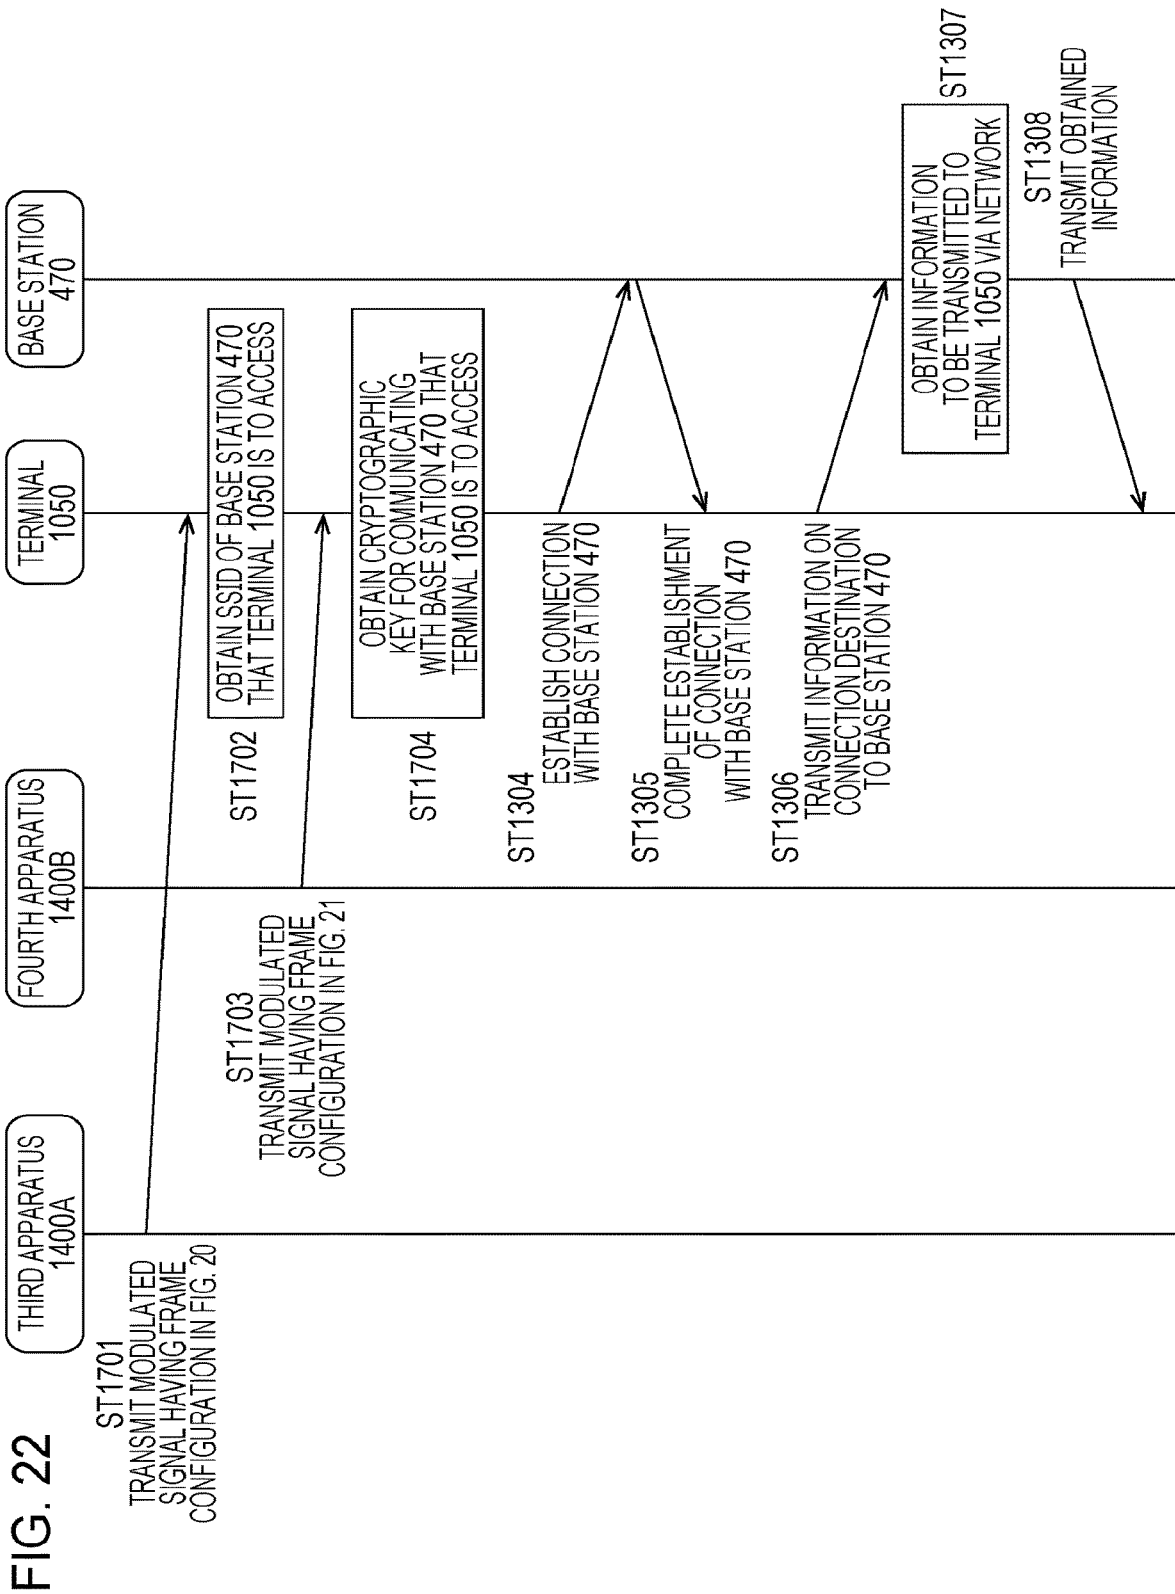 FIG. 22
THIRD APPARATUS
1400A
FOURTH APPARATUS
1400B
TERMINAL
1050
BASE STATION
470
ST1701
TRANSMIT MODULATED
SIGNAL HAVING FRAME
CONFIGURATION IN FIG. 20
ST1702
OBTAIN SSID OF BASE STATION 470
THAT TERMINAL 1050 IS TO ACCESS
ST1703
TRANSMIT MODULATED
SIGNAL HAVING FRAME
CONFIGURATION IN FIG. 21
ST1704
OBTAIN CRYPTOGRAPHIC
KEY FOR COMMUNICATING
WITH BASE STATION 470 THAT
TERMINAL 1050 IS TO ACCESS
ST1304
ESTABLISH CONNECTION
WITH BASE STATION 470
ST1305
COMPLETE ESTABLISHMENT
OF CONNECTION
WITH BASE STATION 470
ST1306
TRANSMIT INFORMATION ON
CONNECTION DESTINATION
TO BASE STATION 470
ST1307
OBTAIN INFORMATION
TO BE TRANSMITTED TO
TERMINAL 1050 VIA NETWORK
ST1308
TRANSMIT OBTAINED
INFORMATION